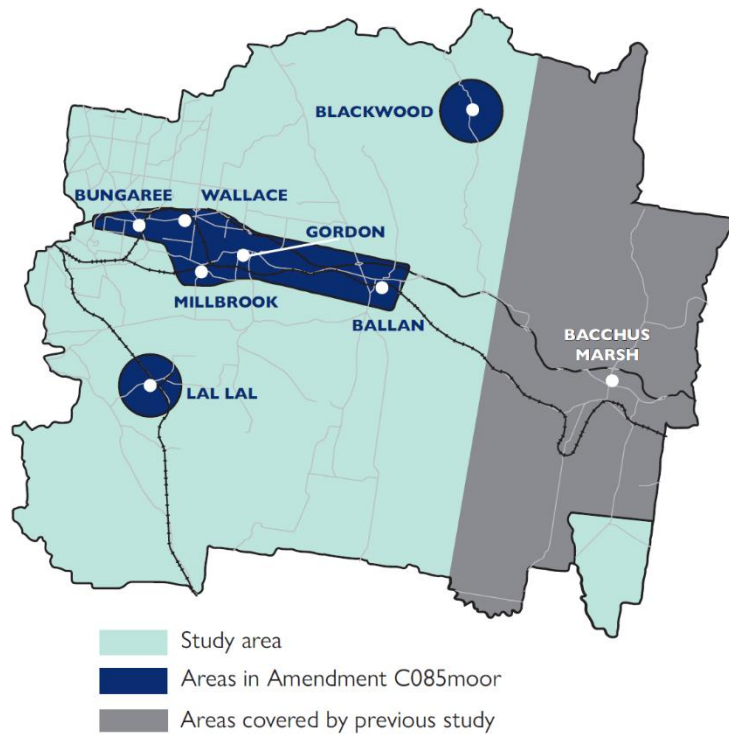 BLACKWOOD
BUNGAREE
WALLACE
GORDON
MILLBROOK
BALLAN
BACCHUS
MARSH
LAL LAL
Study area
Areas in Amendment C085moor
Areas covered by previous study